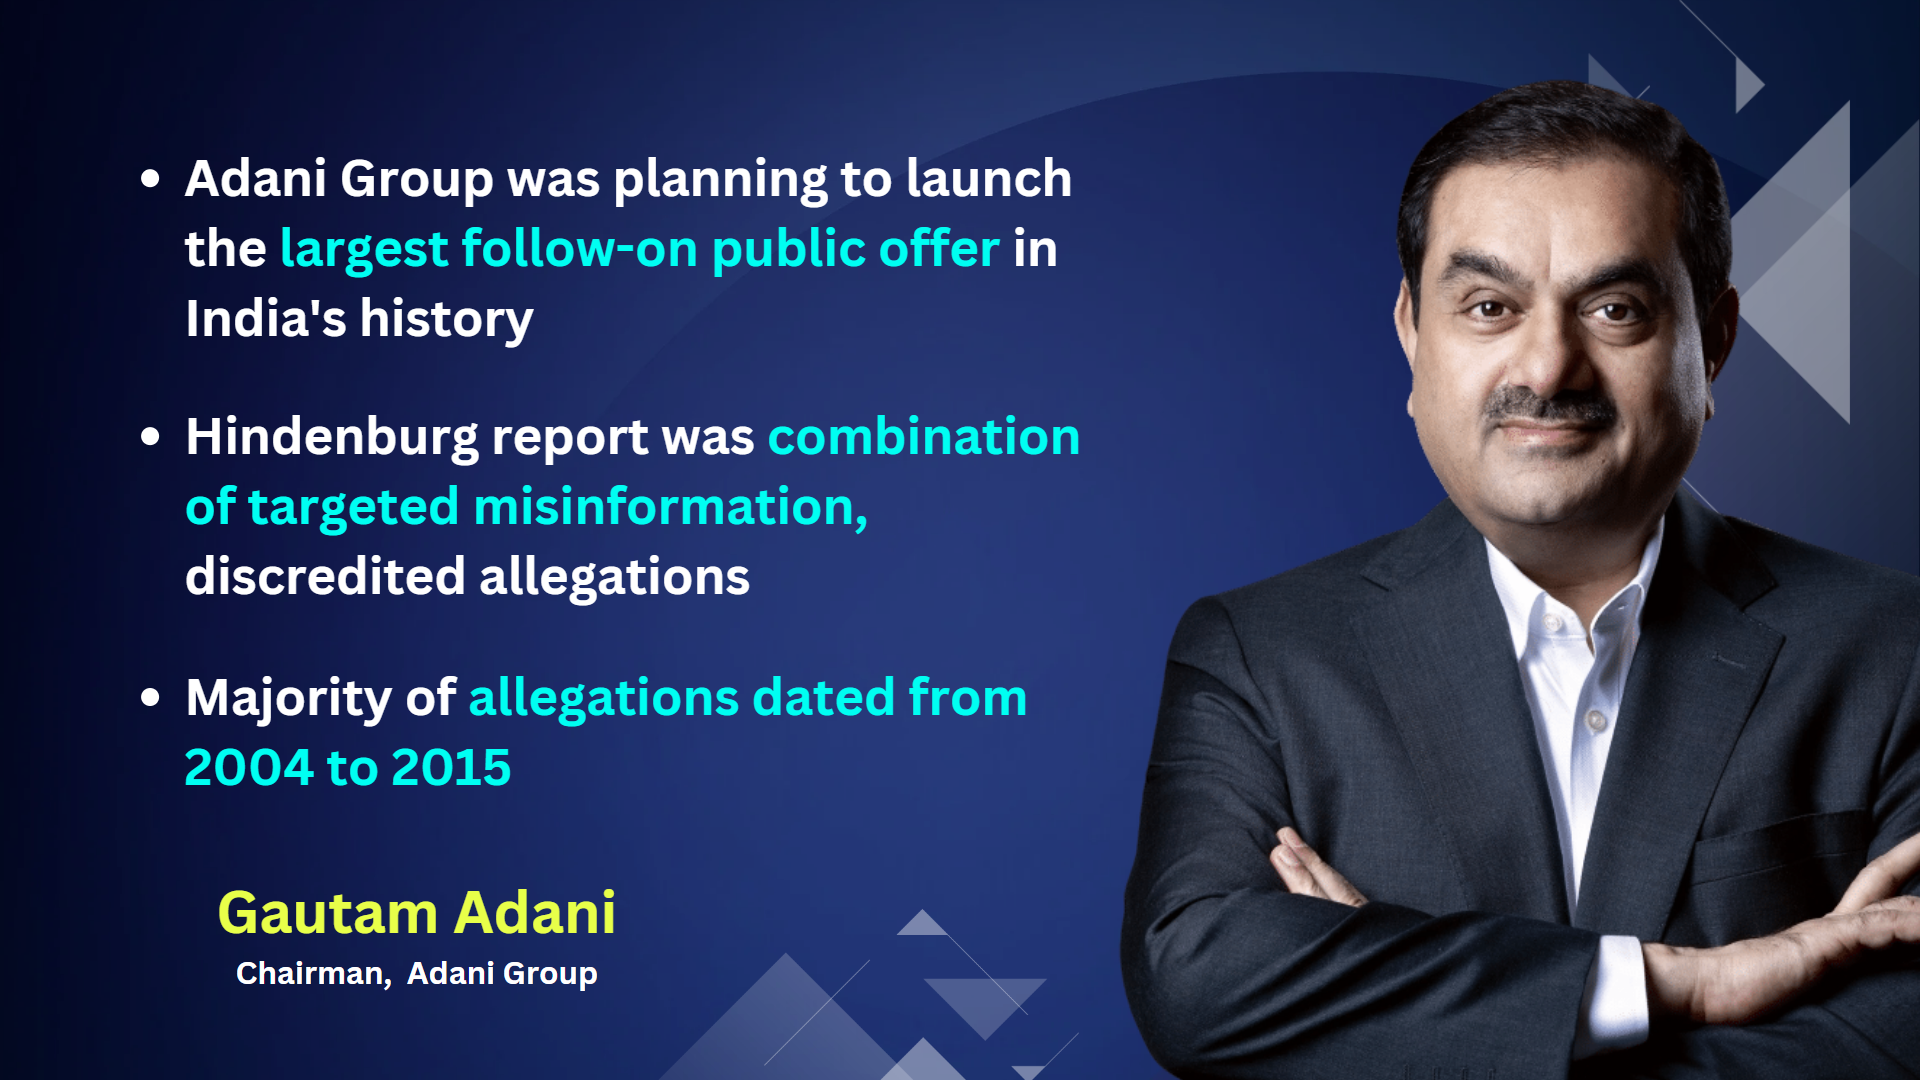 Adani Group was planning to launch
the largest follow-on public offer in
India's history
Hindenburg report was combination
of targeted misinformation,
discredited allegations
Majority of allegations dated from
2004 to 2015
Gautam Adani
Chairman, Adani Group